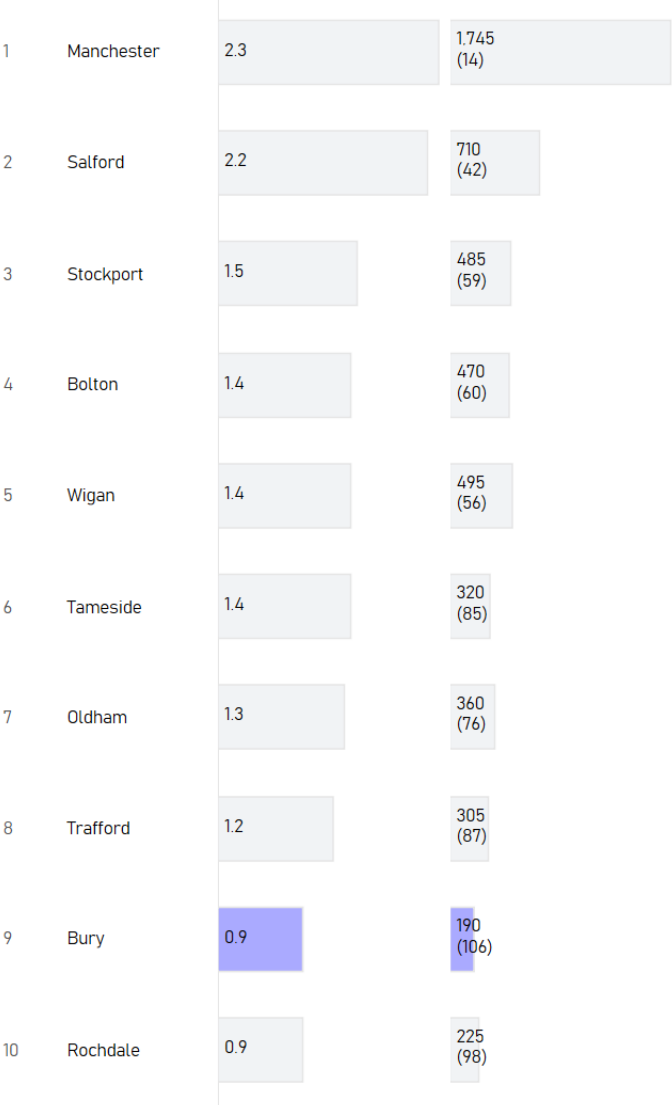 1 Manchester 2.3 1.745
(14)
2 Salford 2.2 710
(42)
3 Stockport 1.5 485
(59)
4 Bolton 1.4 470
(60)
5 Wigan 1.4 495
(56)
6 Tameside 1.4 320
(85)
7 Oldham 1.3 360
(76)
8 Trafford 1.2 305
(87)
9 Bury 0.9 190
(106)
10 Rochdale 0.9 225
(98)